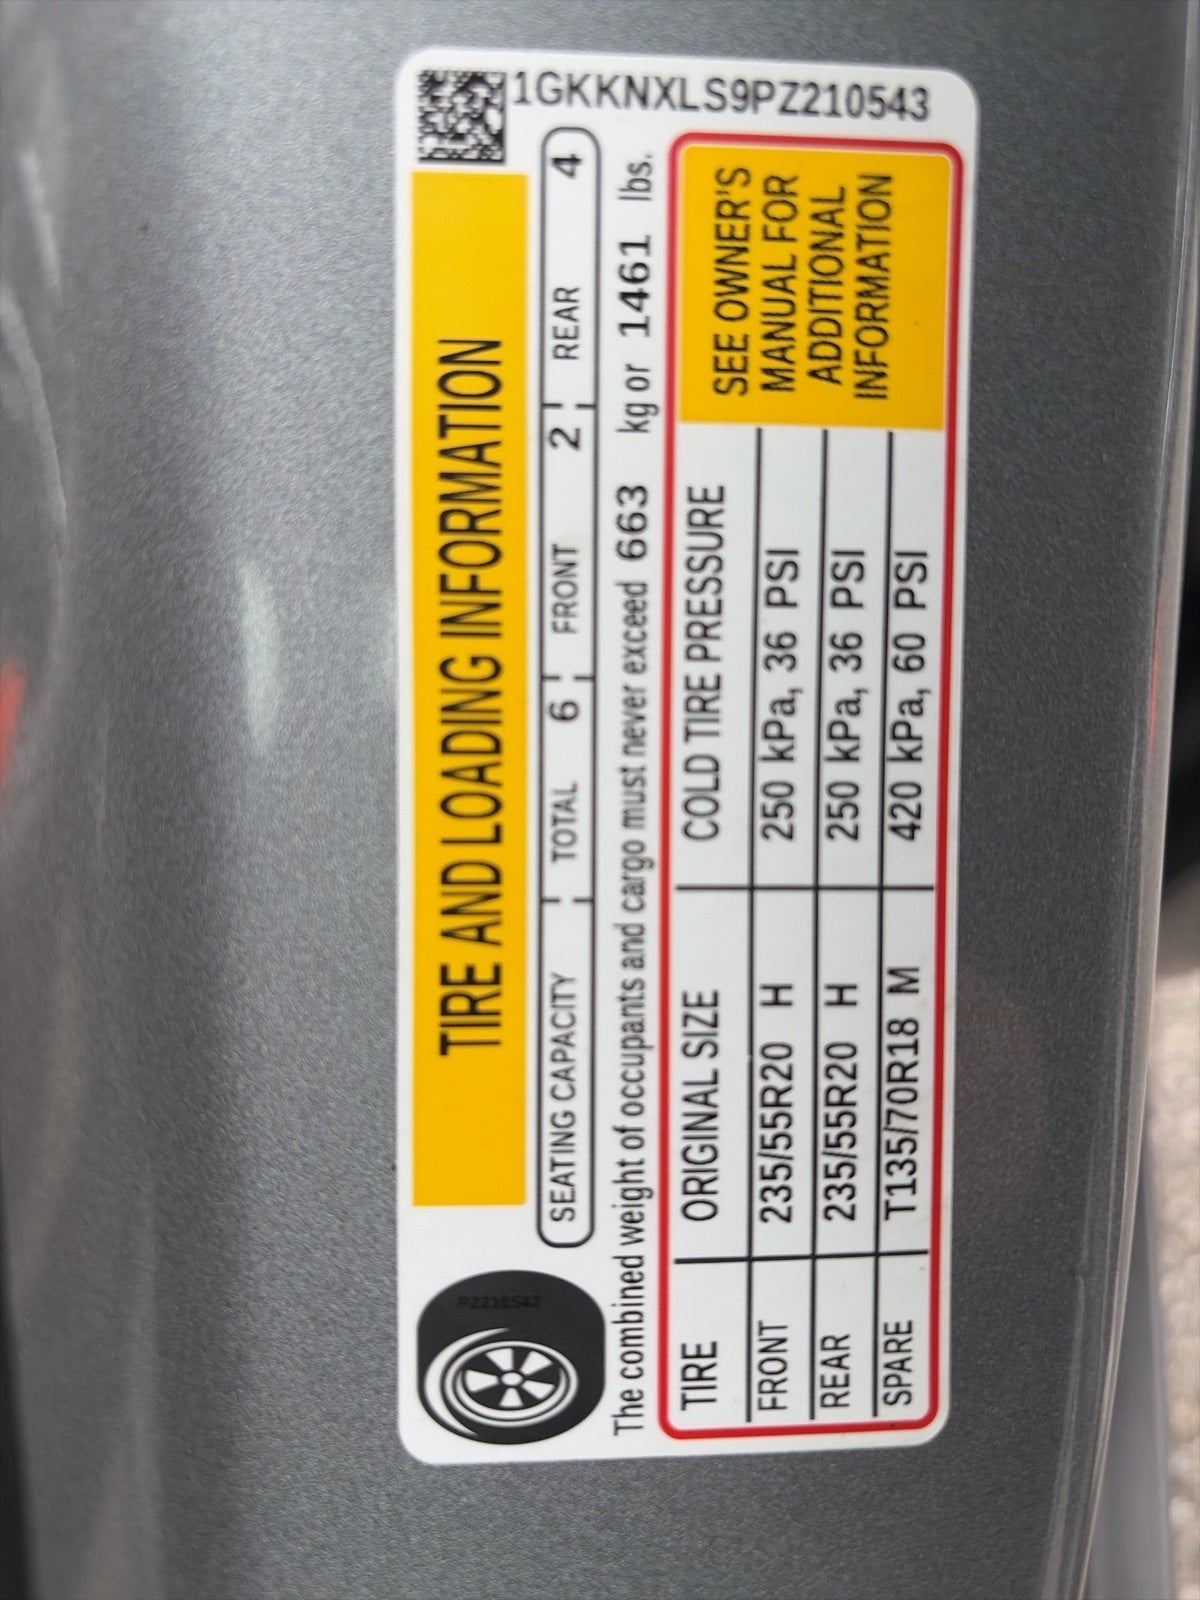 1GKKNXLS9PZ210543
TIRE AND LOADING INFORMATION
PZ210543
SEATING CAPACITY TOTAL 6 FRONT 2 REAR 4
The combined weight of occupants and cargo must never exceed 663 kg or 1461 lbs.
TIRE ORIGINAL SIZE COLD TIRE PRESSURE
FRONT 235/55R20 H 250 kPa, 36 PSI
REAR 235/55R20 H 250 kPa, 36 PSI
SPARE T135/70R18 M 420 kPa, 60 PSI
SEE OWNER'S
MANUAL FOR
ADDITIONAL
INFORMATION